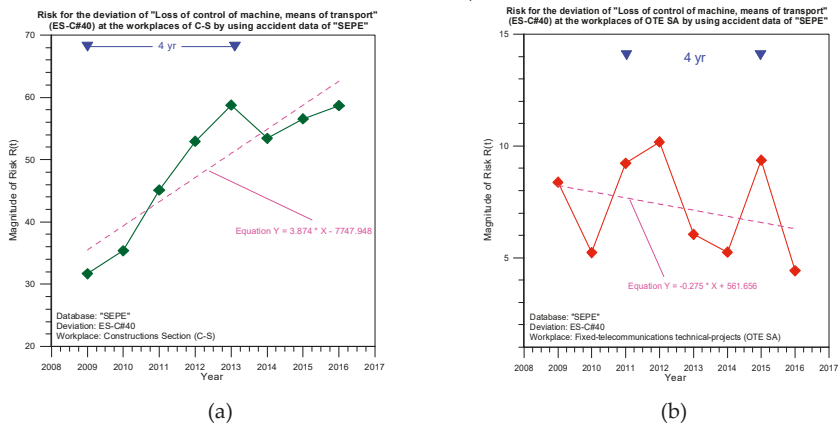 Risk for the deviation of "Loss of control of machine, means of transport"
(ES-C#40) at the workplaces of C-S by using accident data of "SEPE"
70
60
50
40
30
20
Magnitude of Risk R(t)
4 yr
Equation Y = 3.874 * X - 7747.948
Database: "SEPE"
Deviation: ES-C#40
Workplace: Constructions Section (C-S)
2008 2009 2010 2011 2012 2013 2014 2015 2016 2017
Year
(a)
Risk for the deviation of "Loss of control of machine, means of transport"
(ES-C#40) at the workplaces of OTE SA by using accident data of "SEPE"
15
10
5
Magnitude of Risk R(t)
4 yr
Equation Y = -0.275 * X + 561.656
Database: "SEPE"
Deviation: ES-C#40
Workplace: Fixed-telecommunications technical-projects (OTE SA)
2008 2009 2010 2011 2012 2013 2014 2015 2016 2017
Year
(b)